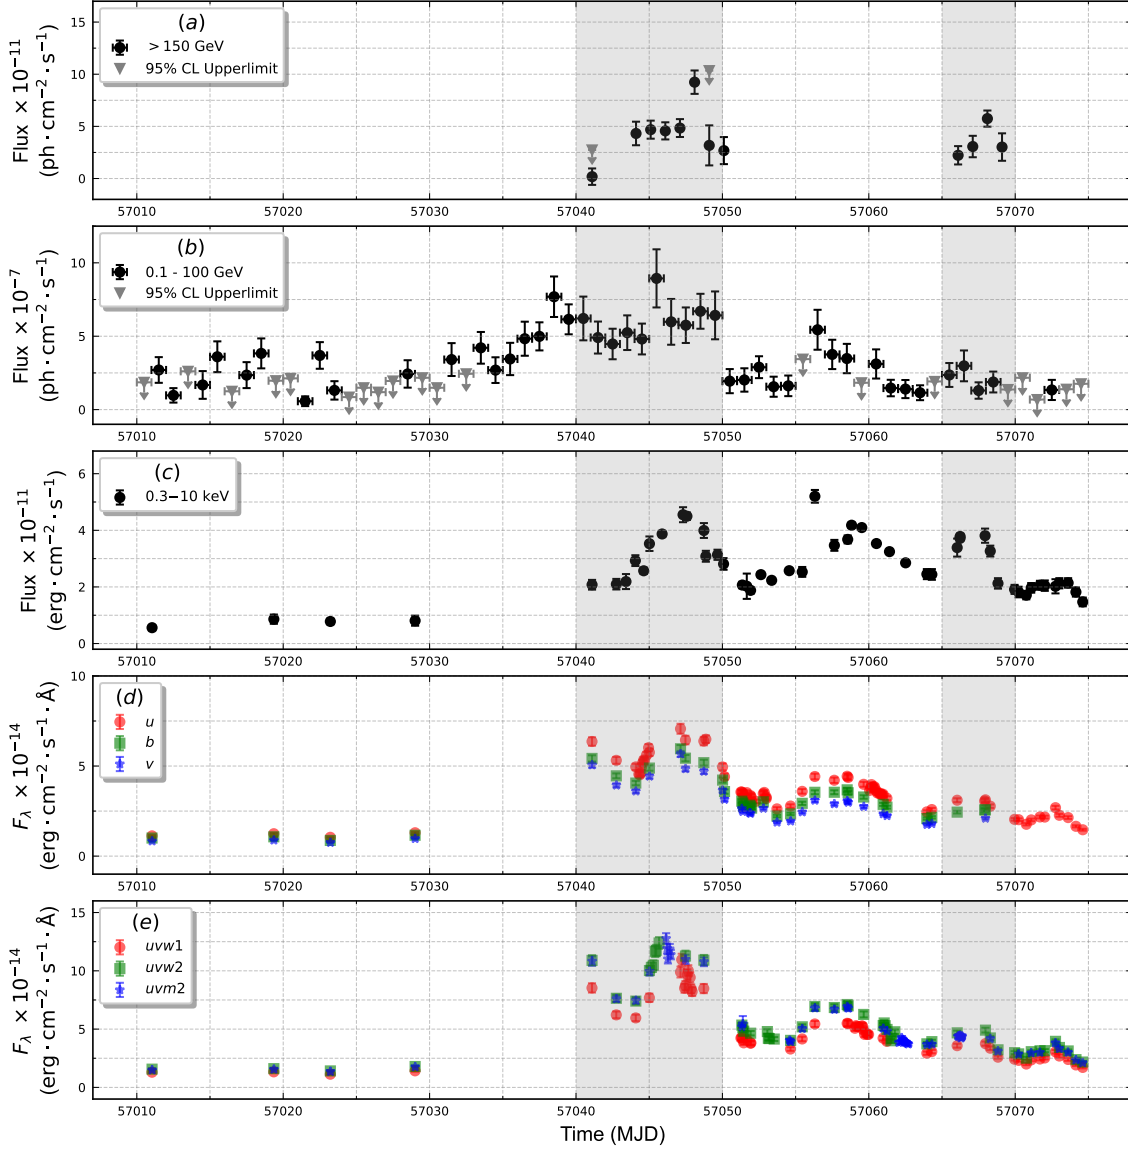 (a)
> 150 GeV
95% CL Upperlimit
Flux × 10⁻¹¹
(ph · cm⁻² · s⁻¹)
15
10
5
0
57010 57020 57030 57040 57050 57060 57070
(b)
0.1 - 100 GeV
95% CL Upperlimit
Flux × 10⁻⁷
(ph · cm⁻² · s⁻¹)
10
5
0
57010 57020 57030 57040 57050 57060 57070
(c)
0.3−10 keV
Flux × 10⁻¹¹
(erg · cm⁻² · s⁻¹)
6
4
2
0
57010 57020 57030 57040 57050 57060 57070
(d)
u
b
v
Fλ × 10⁻¹⁴
(erg · cm⁻² · s⁻¹ · Å)
10
5
0
57010 57020 57030 57040 57050 57060 57070
(e)
uvw1
uvw2
uvm2
Fλ × 10⁻¹⁴
(erg · cm⁻² · s⁻¹ · Å)
15
10
5
0
57010 57020 57030 57040 57050 57060 57070
Time (MJD)